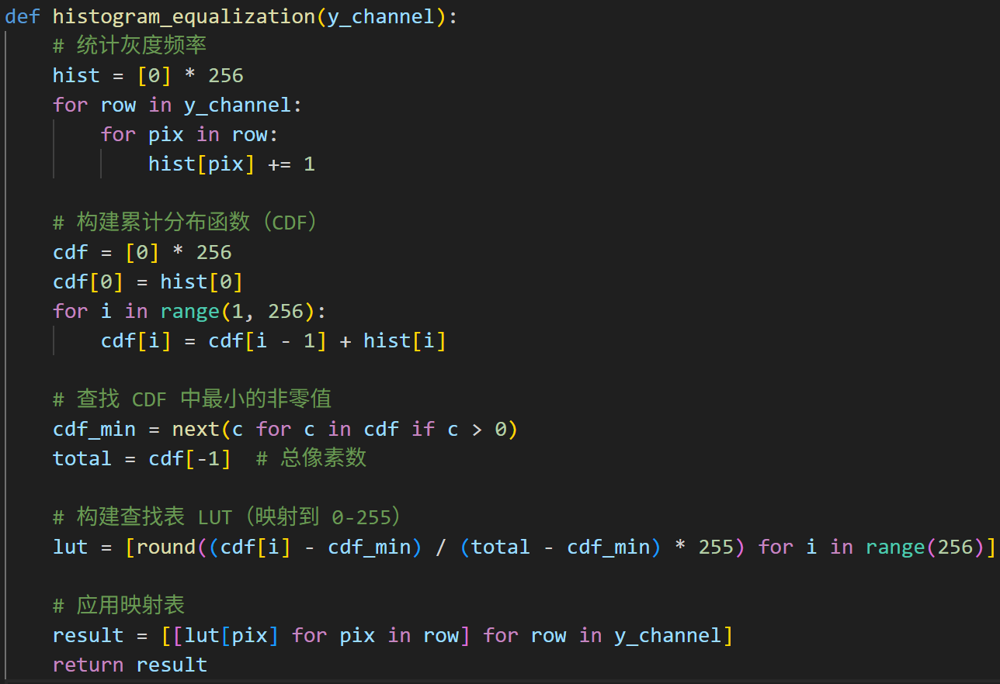 def histogram_equalization(y_channel):
    # 统计灰度频率
    hist = [0] * 256
    for row in y_channel:
        for pix in row:
            hist[pix] += 1

    # 构建累计分布函数（CDF）
    cdf = [0] * 256
    cdf[0] = hist[0]
    for i in range(1, 256):
        cdf[i] = cdf[i - 1] + hist[i]

    # 查找 CDF 中最小的非零值
    cdf_min = next(c for c in cdf if c > 0)
    total = cdf[-1]  # 总像素数

    # 构建查找表 LUT（映射到 0-255）
    lut = [round((cdf[i] - cdf_min) / (total - cdf_min) * 255) for i in range(256)]

    # 应用映射表
    result = [[lut[pix] for pix in row] for row in y_channel]
    return result